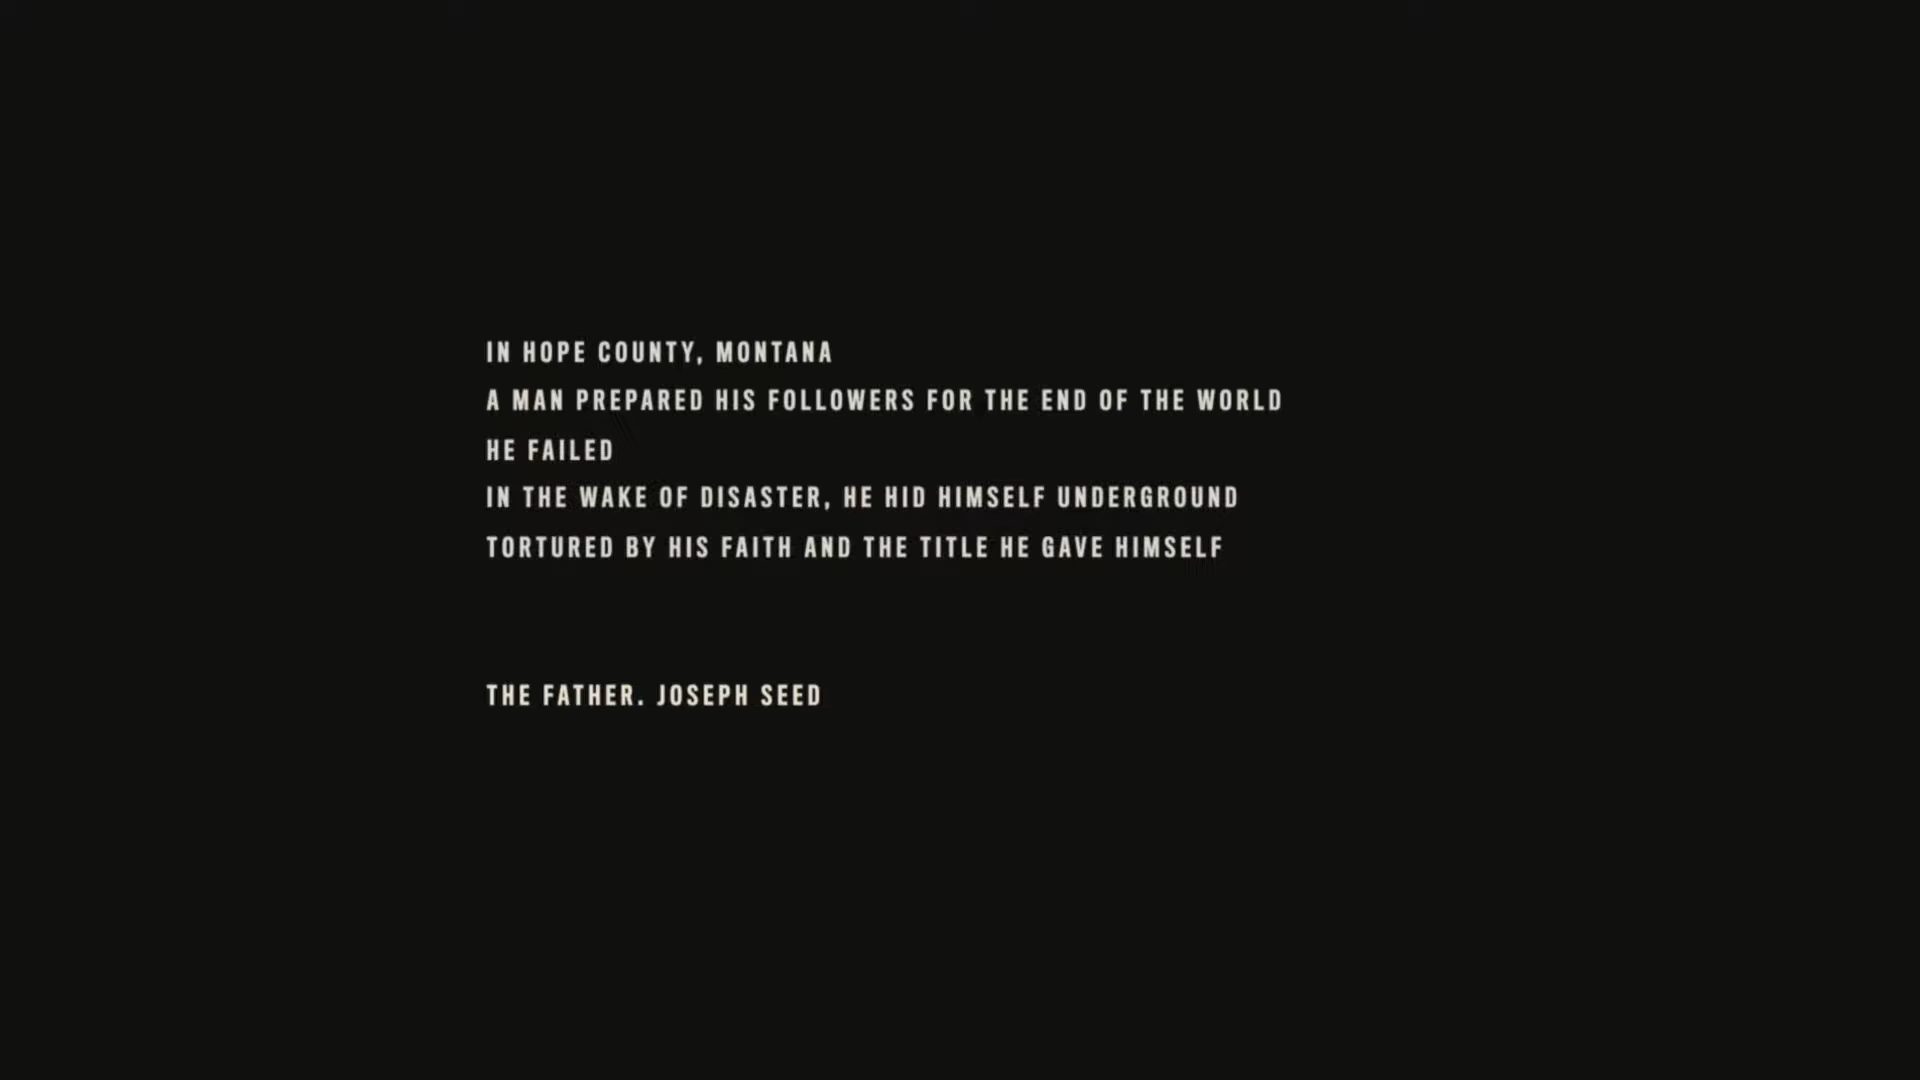 IN HOPE COUNTY, MONTANA
A MAN PREPARED HIS FOLLOWERS FOR THE END OF THE WORLD
HE FAILED
IN THE WAKE OF DISASTER, HE HID HIMSELF UNDERGROUND
TORTURED BY HIS FAITH AND THE TITLE HE GAVE HIMSELF
THE FATHER. JOSEPH SEED